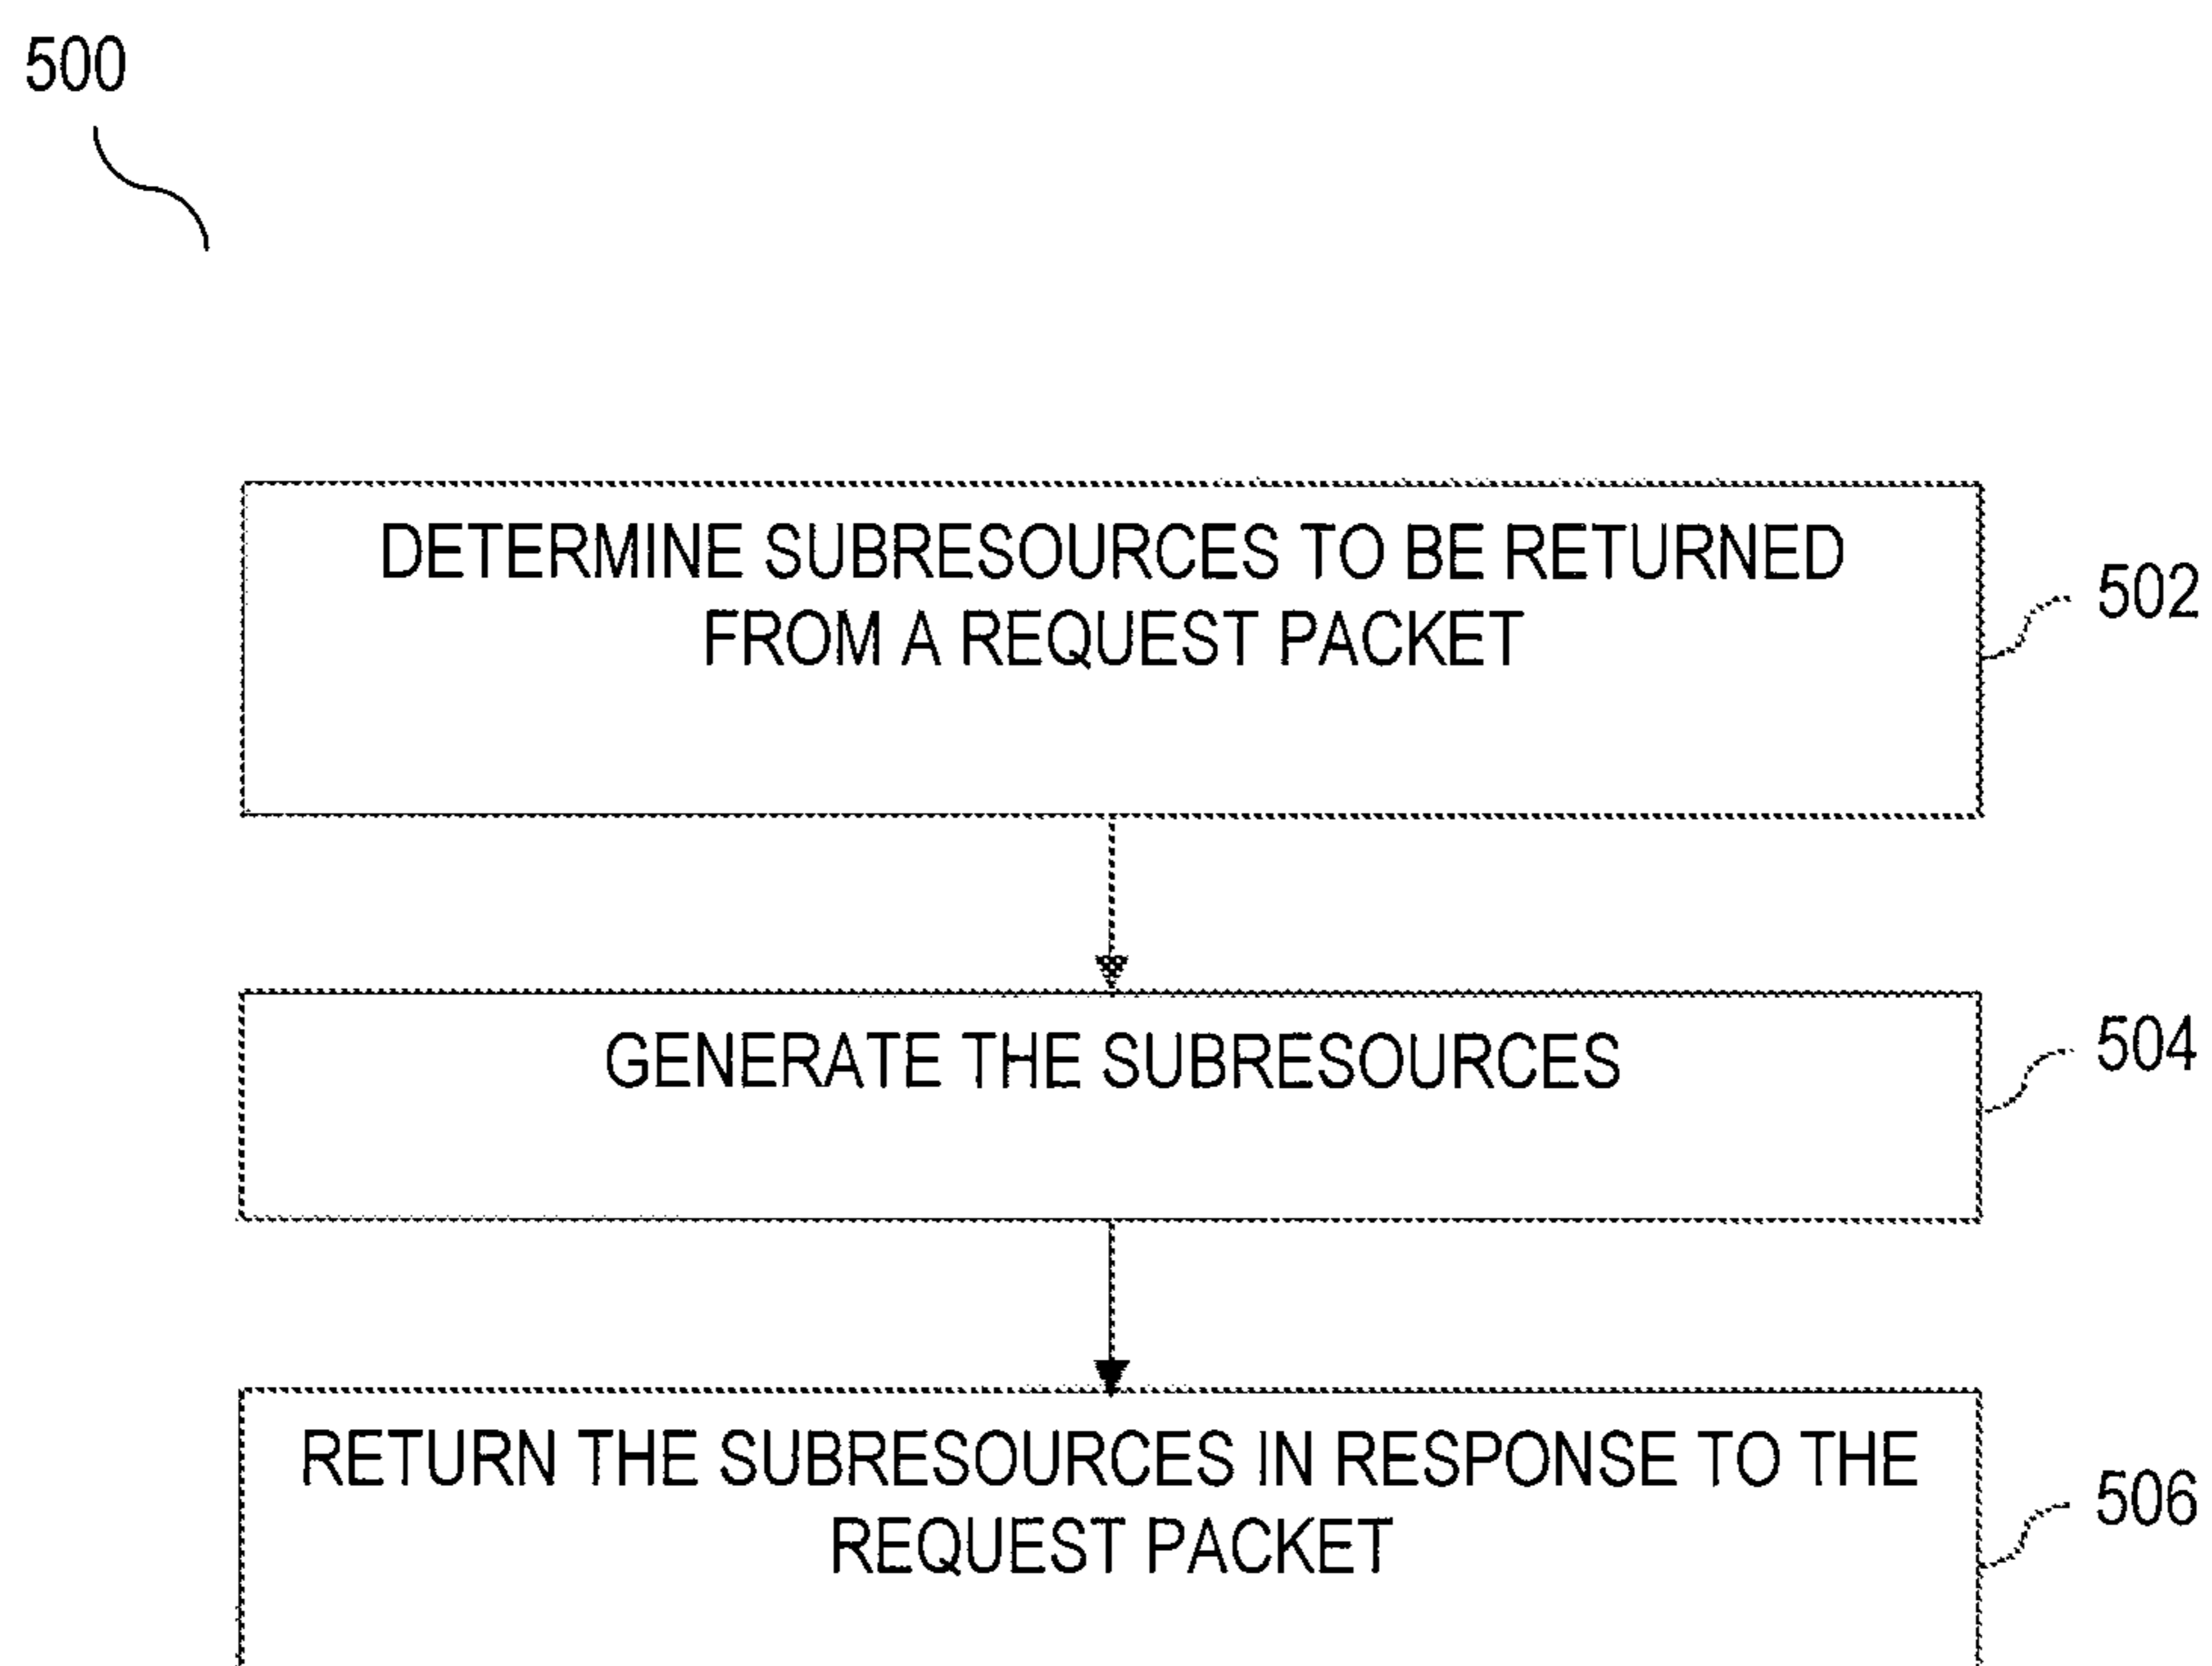 500
DETERMINE SUBRESOURCES TO BE RETURNED
FROM A REQUEST PACKET
502
GENERATE THE SUBRESOURCES
504
RETURN THE SUBRESOURCES IN RESPONSE TO THE
REQUEST PACKET
506